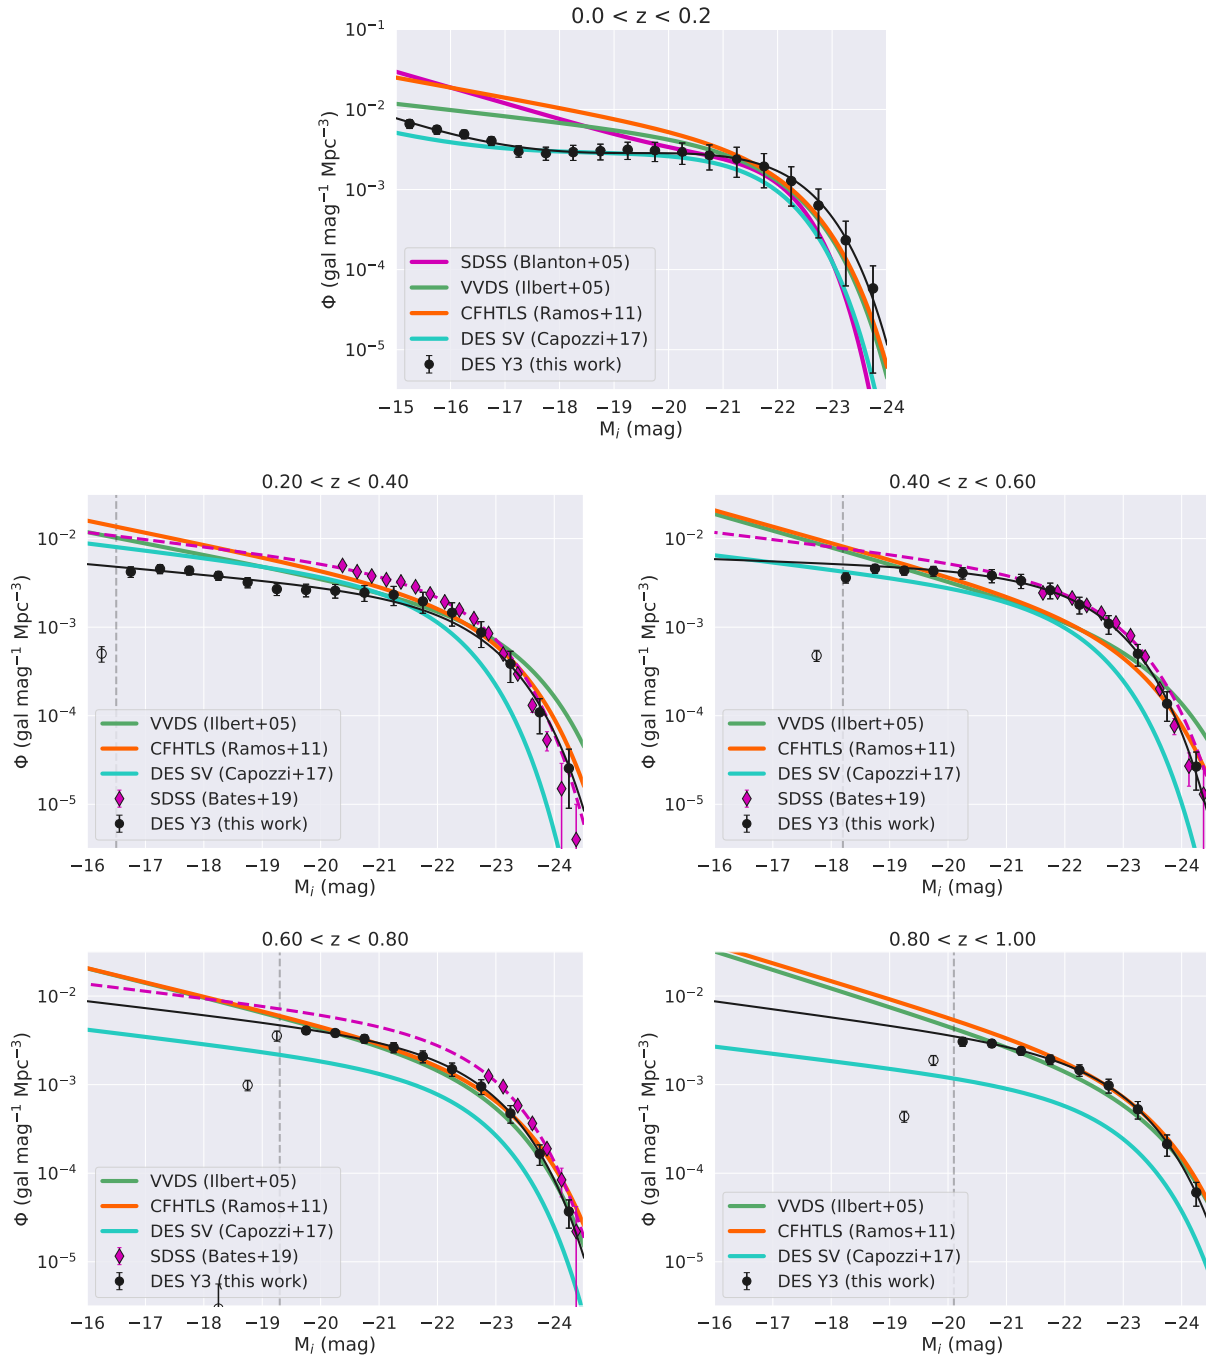 0.0 < z < 0.2
10⁻¹
10⁻²
10⁻³
10⁻⁴
10⁻⁵
Φ (gal mag⁻¹ Mpc⁻³)
SDSS (Blanton+05)
VVDS (Ilbert+05)
CFHTLS (Ramos+11)
DES SV (Capozzi+17)
DES Y3 (this work)
−15 −16 −17 −18 −19 −20 −21 −22 −23 −24
Mᵢ (mag)
0.20 < z < 0.40
10⁻²
10⁻³
10⁻⁴
10⁻⁵
Φ (gal mag⁻¹ Mpc⁻³)
VVDS (Ilbert+05)
CFHTLS (Ramos+11)
DES SV (Capozzi+17)
SDSS (Bates+19)
DES Y3 (this work)
−16 −17 −18 −19 −20 −21 −22 −23 −24
Mᵢ (mag)
0.40 < z < 0.60
10⁻²
10⁻³
10⁻⁴
10⁻⁵
Φ (gal mag⁻¹ Mpc⁻³)
VVDS (Ilbert+05)
CFHTLS (Ramos+11)
DES SV (Capozzi+17)
SDSS (Bates+19)
DES Y3 (this work)
−16 −17 −18 −19 −20 −21 −22 −23 −24
Mᵢ (mag)
0.60 < z < 0.80
10⁻²
10⁻³
10⁻⁴
10⁻⁵
Φ (gal mag⁻¹ Mpc⁻³)
VVDS (Ilbert+05)
CFHTLS (Ramos+11)
DES SV (Capozzi+17)
SDSS (Bates+19)
DES Y3 (this work)
−16 −17 −18 −19 −20 −21 −22 −23 −24
Mᵢ (mag)
0.80 < z < 1.00
10⁻²
10⁻³
10⁻⁴
10⁻⁵
Φ (gal mag⁻¹ Mpc⁻³)
VVDS (Ilbert+05)
CFHTLS (Ramos+11)
DES SV (Capozzi+17)
DES Y3 (this work)
−16 −17 −18 −19 −20 −21 −22 −23 −24
Mᵢ (mag)